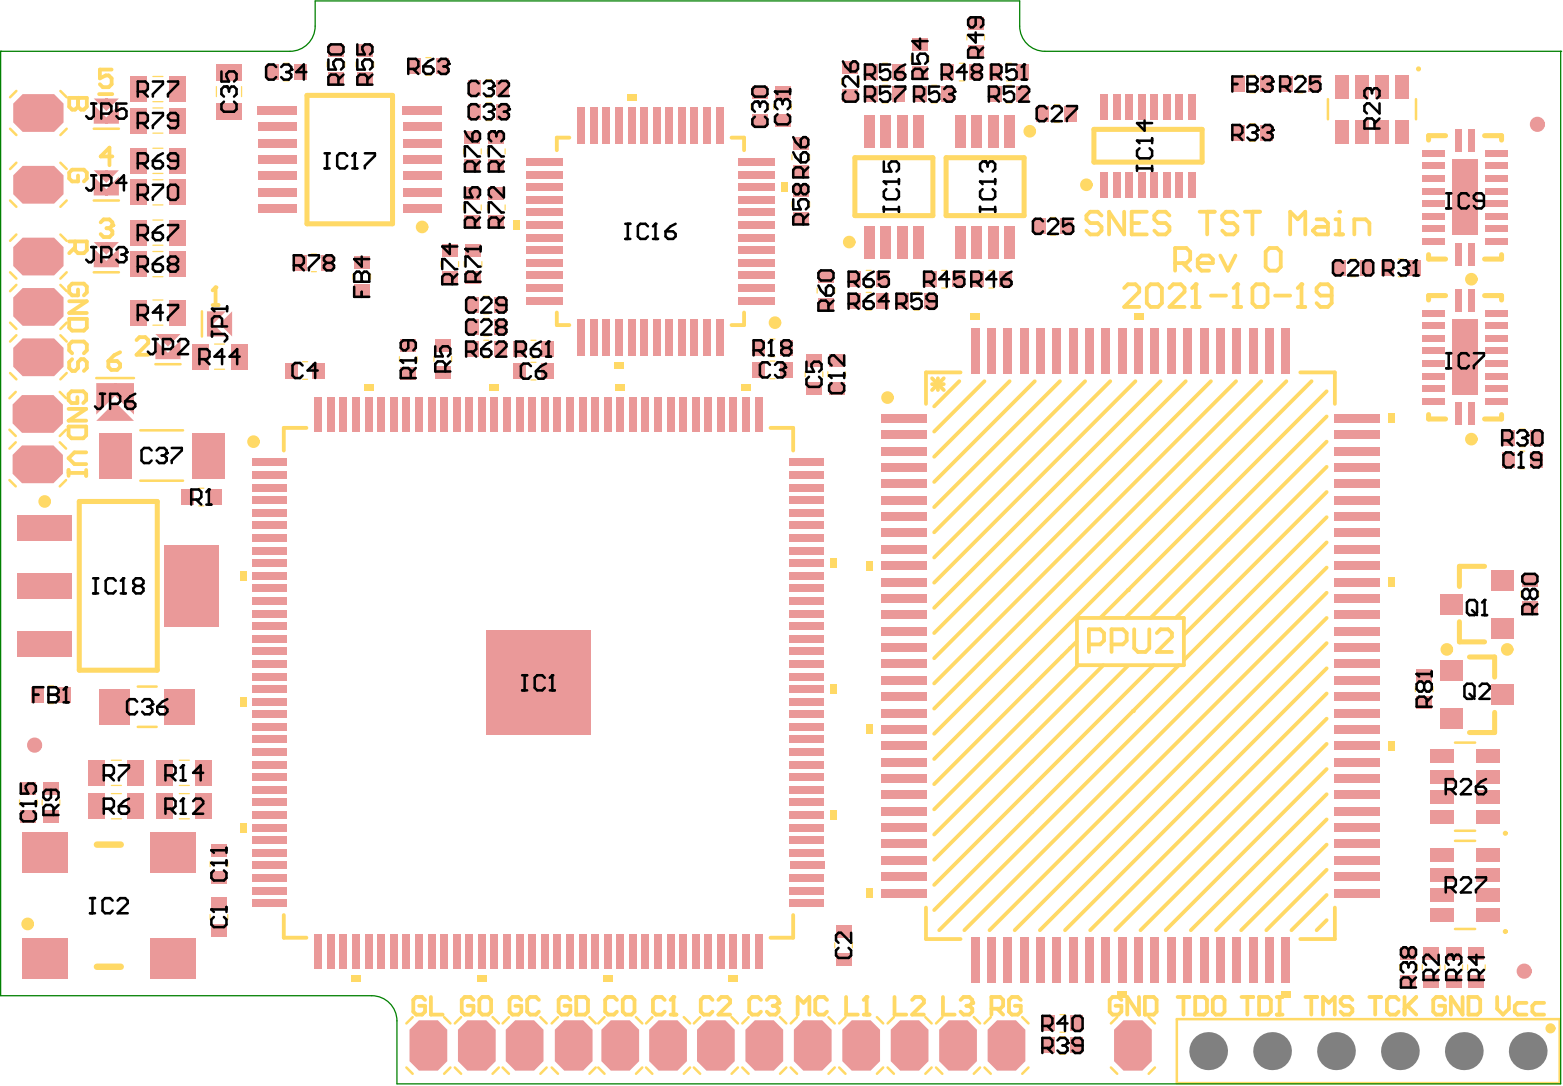 R50
R55
R63
C34
C35
5
R77
R79
JP5
B
IC17
C32
C33
R76
R73
R75
R72
4
R69
R70
JP4
G
3
R67
R68
JP3
R
R78
FB4
R74
R71
C29
C28
R62
R61
C6
IC16
C30
C31
R66
R58
C26
R56
R57
R54
R49
R48
R53
R51
R52
C27
IC15
IC13
IC14
C25
FB3
R25
R33
R23
IC9
SNES TST Main
Rev 0
2021-10-19
C20
R31
R60
R65
R64
R59
R45
R46
GND
R47
1
JP1
2
JP2
R44
CS
6
JP6
GND
VI
C37
R1
C4
R19
R5
R18
C3
C5
C12
IC7
R30
C19
IC18
IC1
PPU2
Q1
R80
Q2
R81
FB1
C36
R7
R14
R6
R12
C15
R9
R26
R27
C11
IC2
C1
C2
R38
R2
R3
R4
GL GO GC GD CO C1 C2 C3 MC L1 L2 L3 RG GND TDO TDI TMS TCK GND Vcc
R40
R39